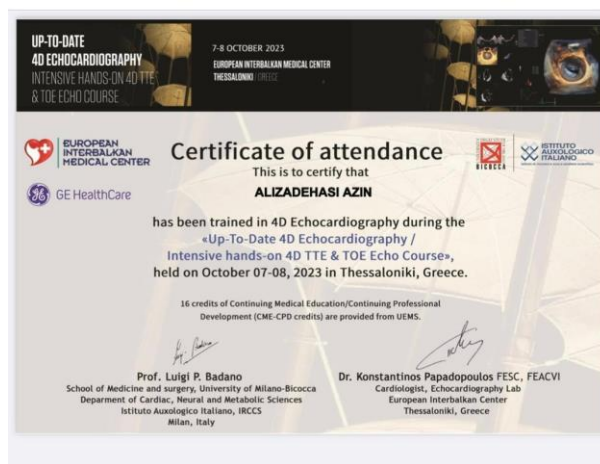 UP-TO-DATE
4D ECHOCARDIOGRAPHY
INTENSIVE HANDS-ON 4D TTE
& TOE ECHO COURSE
7-8 OCTOBER 2023
EUROPEAN INTERBALKAN MEDICAL CENTER
THESSALONIKI | GREECE
EUROPEAN
INTERBALKAN
MEDICAL CENTER
GE HealthCare
BICOCCA
ISTITUTO
AUXOLOGICO
ITALIANO
Certificate of attendance
This is to certify that
ALIZADEHASI AZIN
has been trained in 4D Echocardiography during the
«Up-To-Date 4D Echocardiography /
Intensive hands-on 4D TTE & TOE Echo Course»,
held on October 07-08, 2023 in Thessaloniki, Greece.
16 credits of Continuing Medical Education/Continuing Professional
Development (CME-CPD credits) are provided from UEMS.
Prof. Luigi P. Badano
School of Medicine and surgery, University of Milano-Bicocca
Deparment of Cardiac, Neural and Metabolic Sciences
Istituto Auxologico Italiano, IRCCS
Milan, Italy
Dr. Konstantinos Papadopoulos FESC, FEACVI
Cardiologist, Echocardiography Lab
European Interbalkan Center
Thessaloniki, Greece